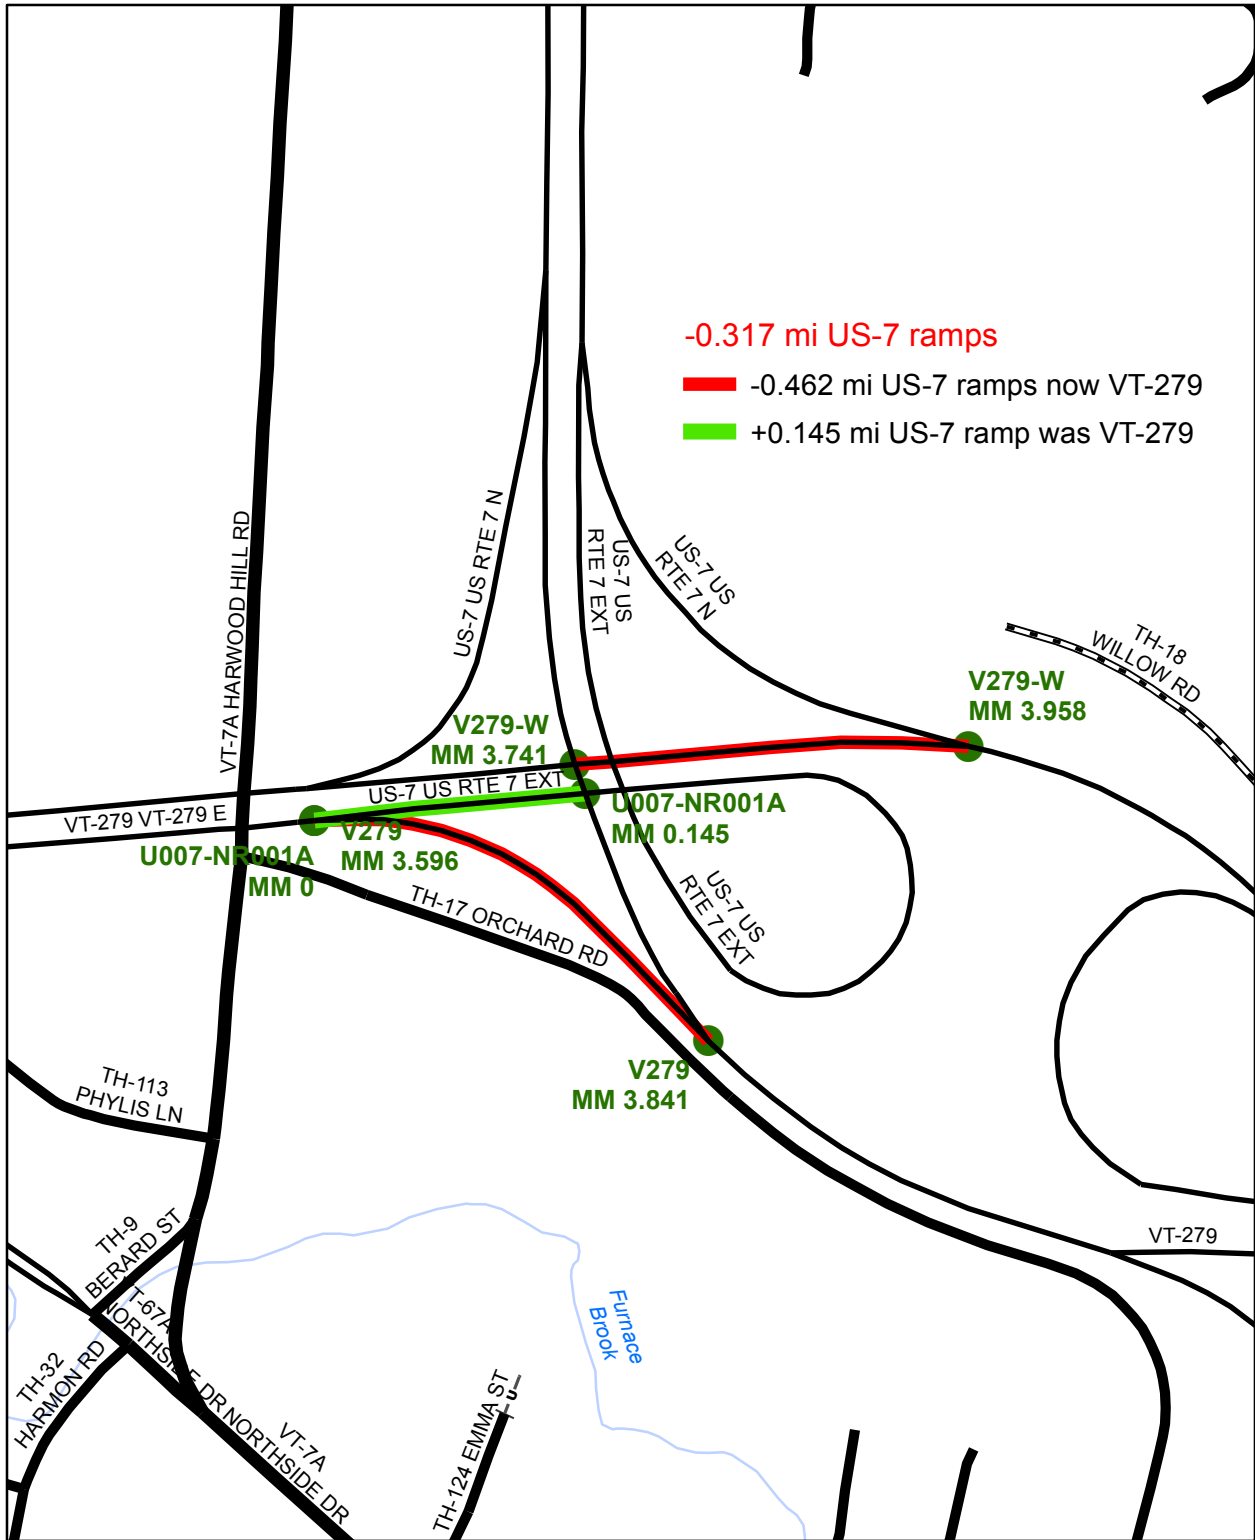 -0.317 mi US-7 ramps
-0.462 mi US-7 ramps now VT-279
+0.145 mi US-7 ramp was VT-279
VT-7A HARWOOD HILL RD
US-7 US RTE 7 N
US-7 US
RTE 7 EXT
US-7 US
RTE 7 N
TH-18
WILLOW RD
V279-W
MM 3.958
V279-W
MM 3.741
US-7 US RTE 7 EXT
VT-279 VT-279 E
U007-NR001A
MM 0.145
V279
MM 3.596
U007-NR001A
MM 0
TH-17 ORCHARD RD
US-7 US
RTE 7 EXT
V279
MM 3.841
TH-113
PHYLIS LN
TH-9
BERARD ST
VT-279
T-67A
NORTHSIDE DR
TH-32
HARMON RD
VT-7A
NORTHSIDE DR
TH-124 EMMA ST
U
Furnace
Brook